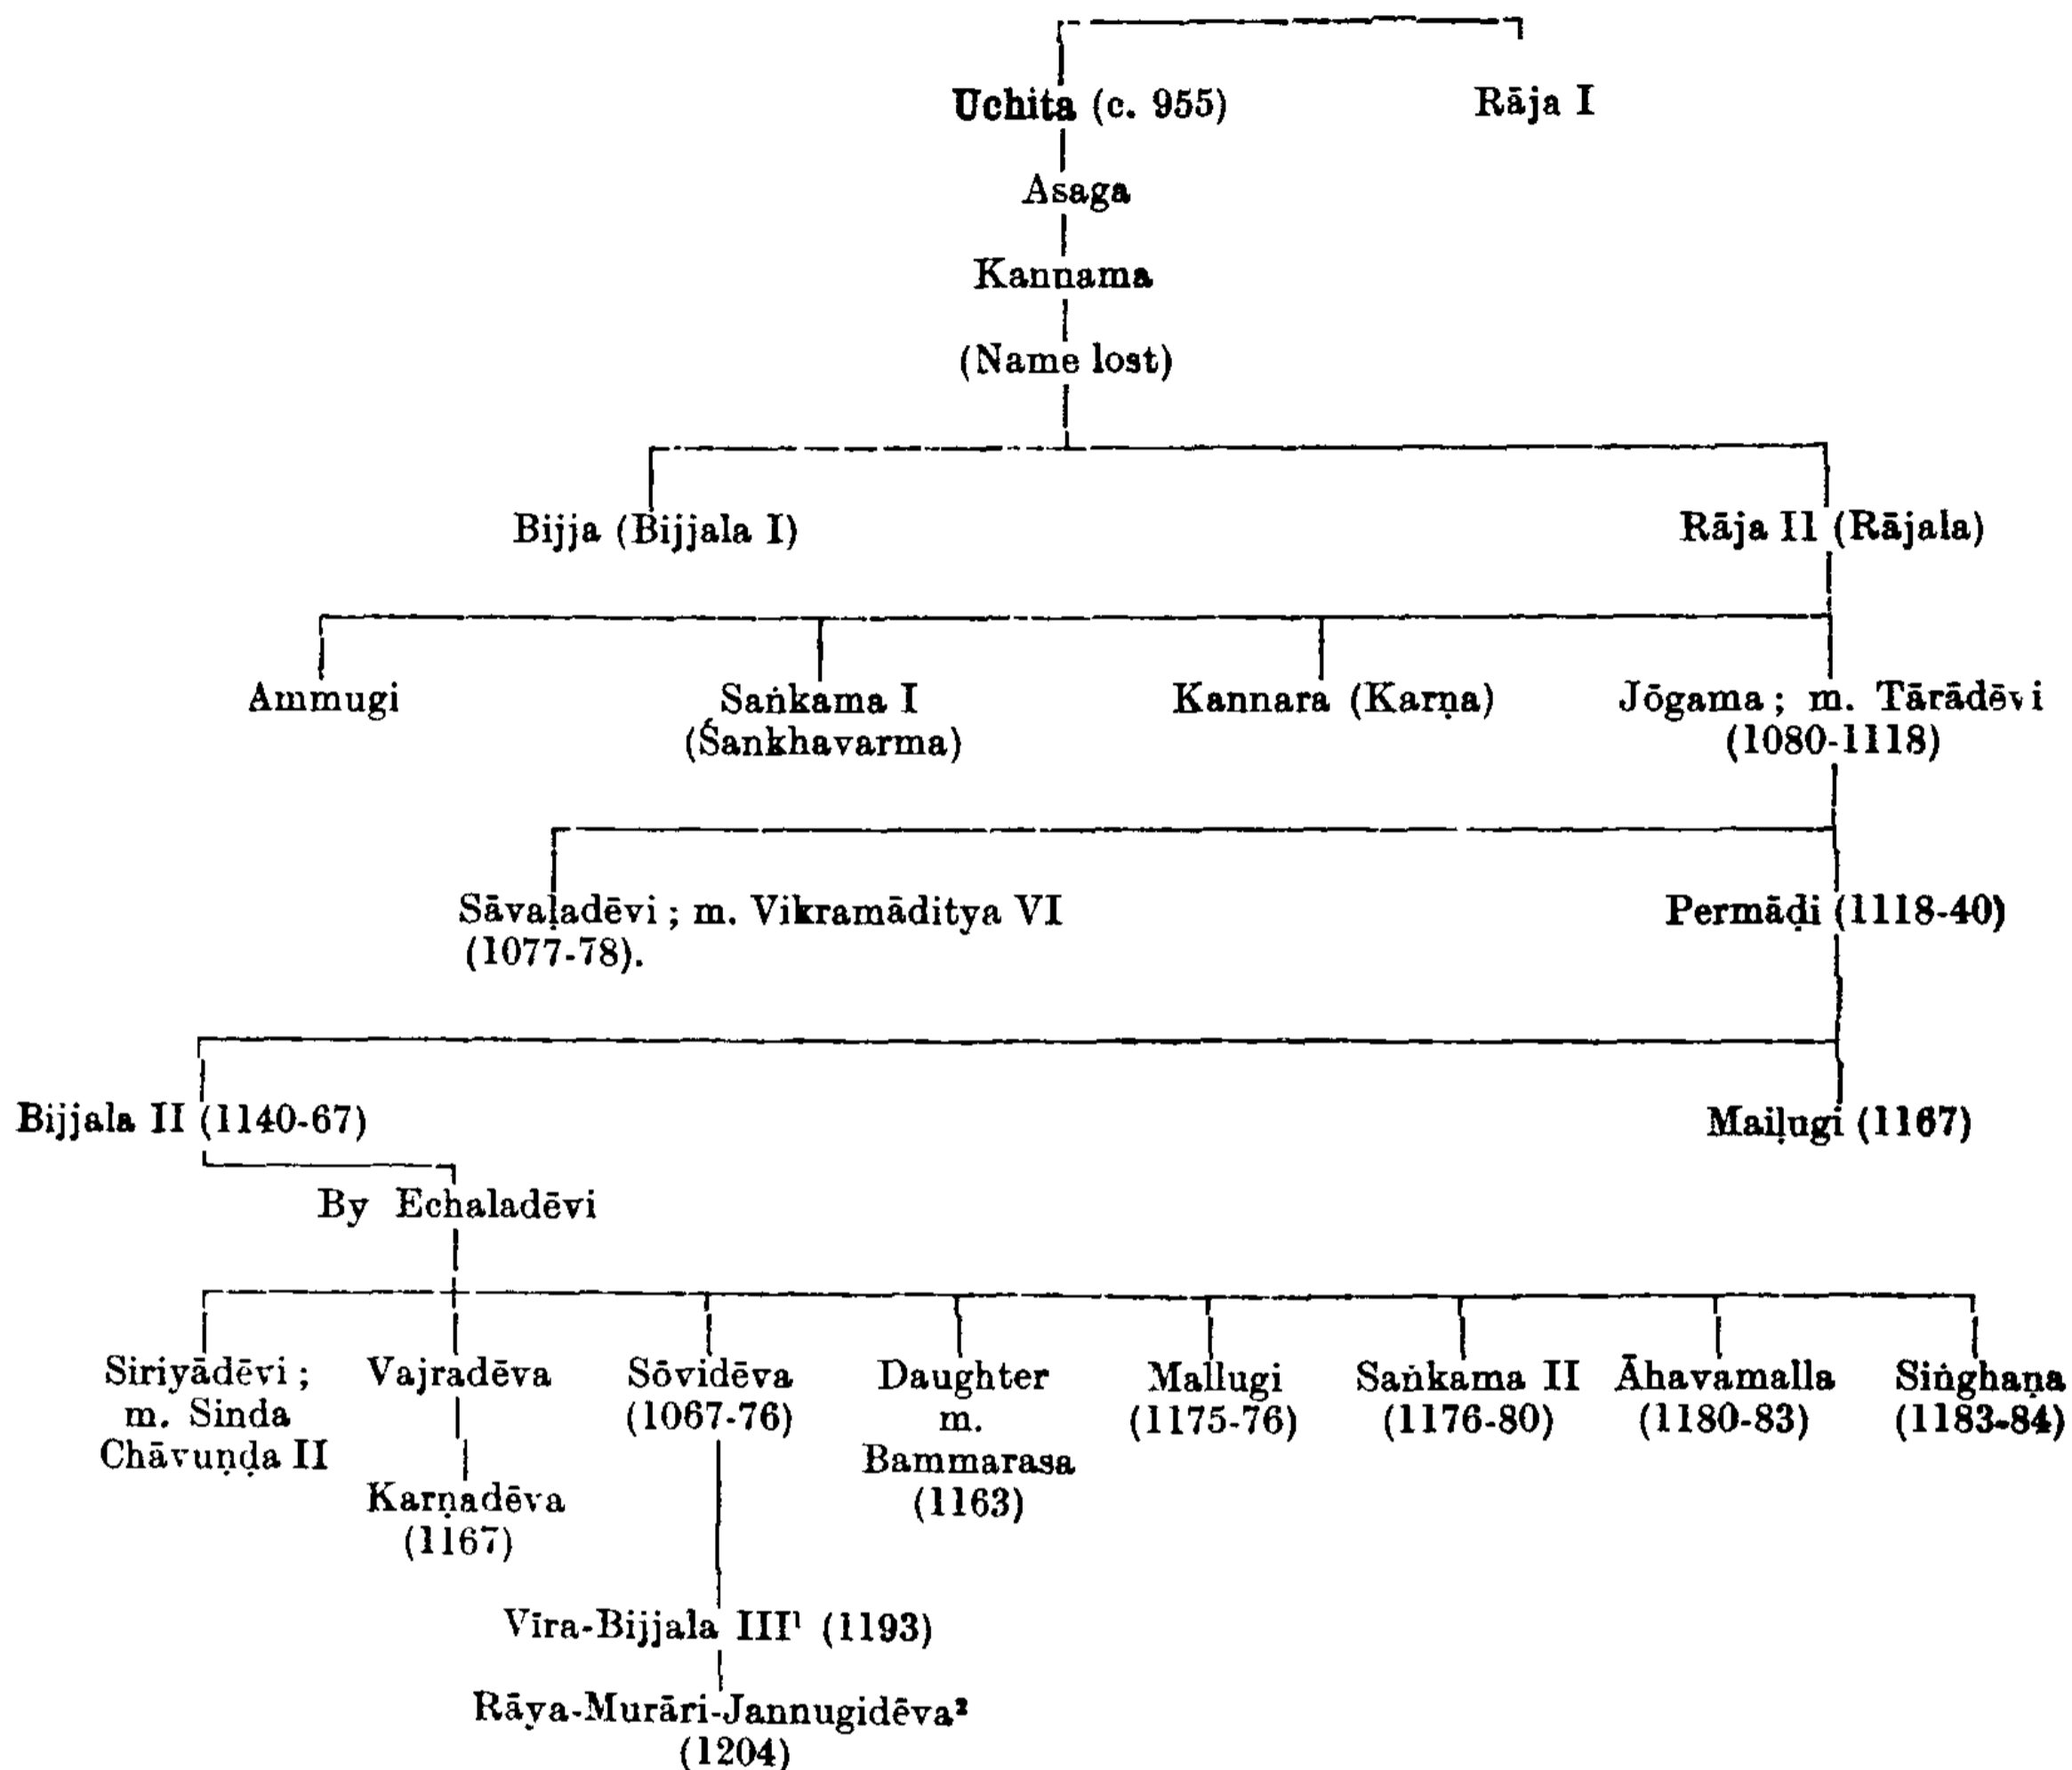 Uchita (c. 955) Rāja I
Asaga
Kannama
(Name lost)
Bijja (Bijjala I) Rāja II (Rājala)
Ammugi Saṅkama I Kannara (Karṇa) Jōgama ; m. Tārādēvi
(Śankhavarma) (1080-1118)
Sāvaḷadēvi ; m. Vikramāditya VI Permāḍi (1118-40)
(1077-78).
Bijjala II (1140-67) Maiḷugi (1167)
By Echaladēvi
Siriyādēvi ; Vajradēva Sōvidēva Daughter Mallugi Saṅkama II Āhavamalla Siṅghaṇa
m. Sinda (1067-76) m. (1175-76) (1176-80) (1180-83) (1183-84)
Chāvuṇḍa II Bammarasa
Karṇadēva (1163)
(1167)
Vīra-Bijjala III¹ (1193)
Rāya-Murāri-Jannugidēva²
(1204)